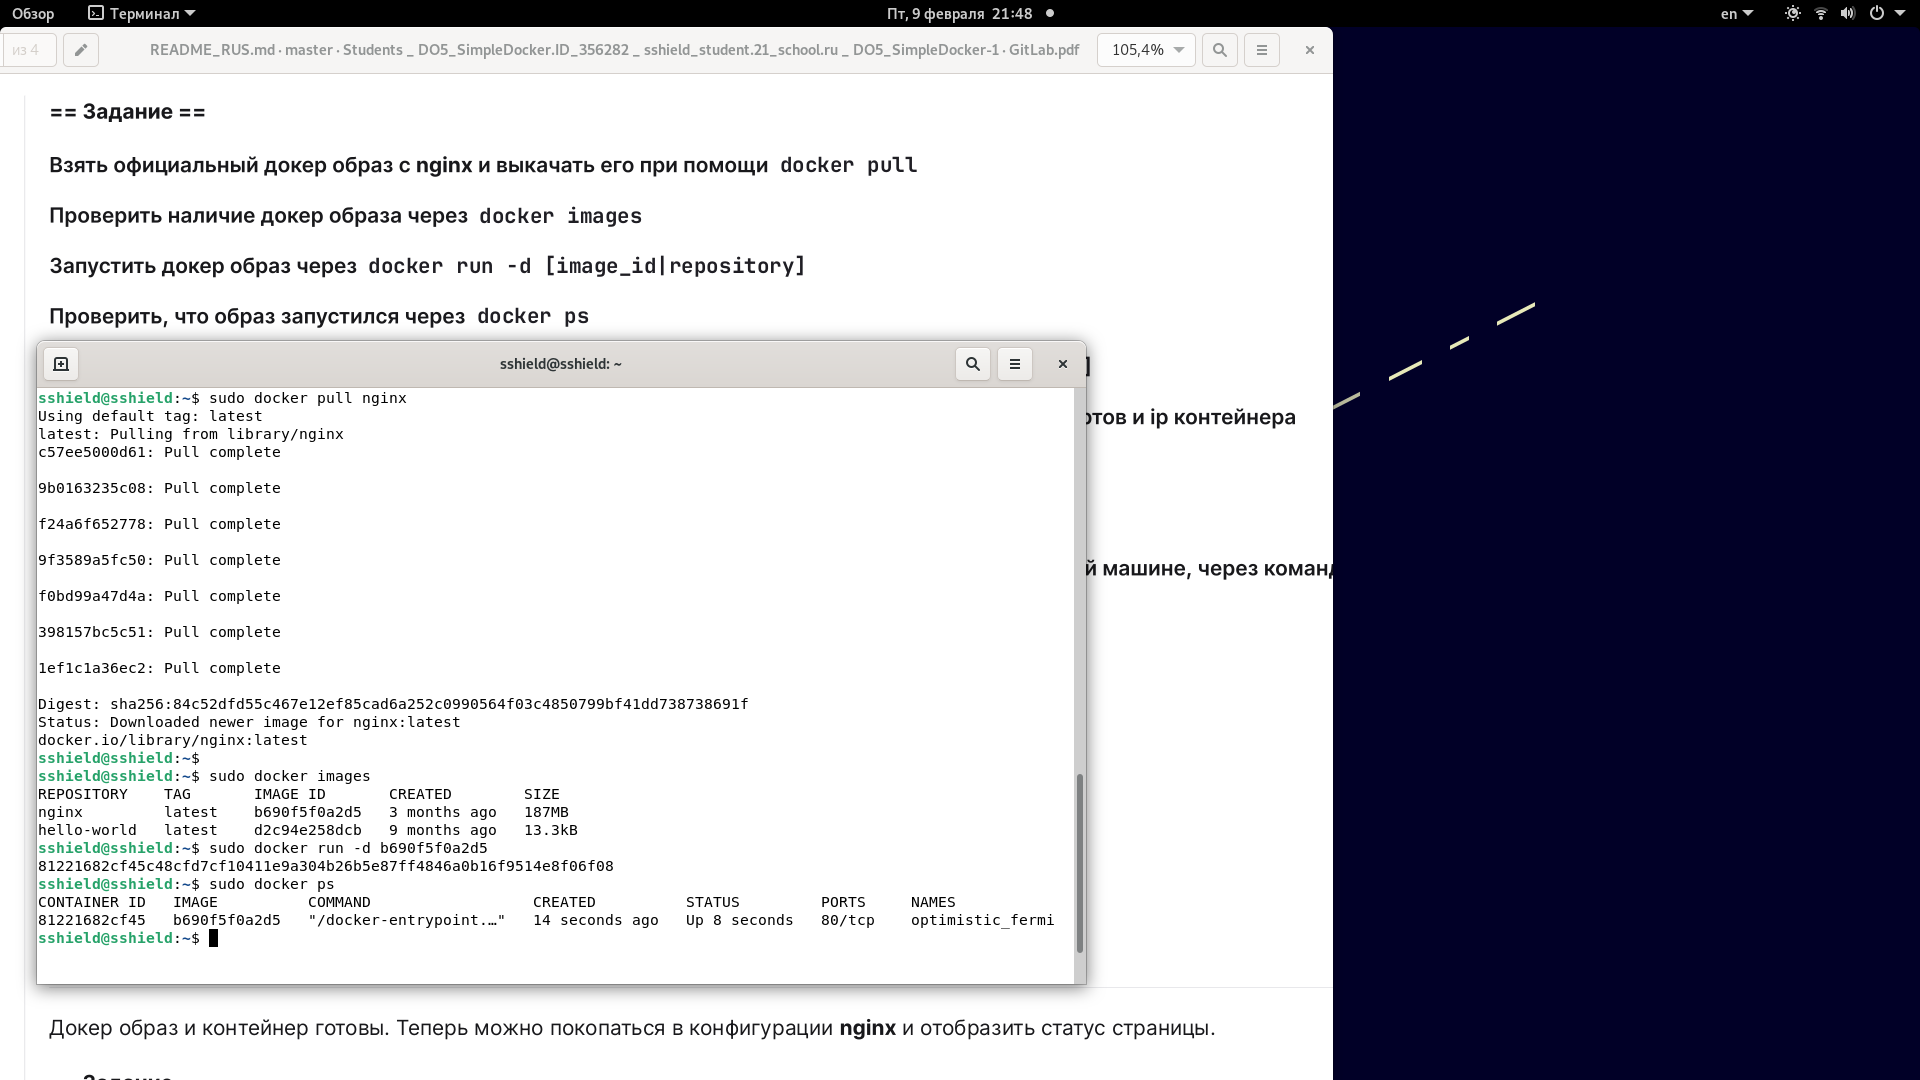 Обзор
Терминал
Пт, 9 февраля 21:48
en
из 4
README_RUS.md · master · Students _ DO5_SimpleDocker.ID_356282 _ sshield_student.21_school.ru _ DO5_SimpleDocker-1 · GitLab.pdf
105,4%
== Задание ==
Взять официальный докер образ с nginx и выкачать его при помощи docker pull
Проверить наличие докер образа через docker images
Запустить докер образ через docker run -d [image_id|repository]
Проверить, что образ запустился через docker ps
]
тов и ip контейнера
й машине, через команд
sshield@sshield: ~
sshield@sshield:~$ sudo docker pull nginx
Using default tag: latest
latest: Pulling from library/nginx
c57ee5000d61: Pull complete
9b0163235c08: Pull complete
f24a6f652778: Pull complete
9f3589a5fc50: Pull complete
f0bd99a47d4a: Pull complete
398157bc5c51: Pull complete
1ef1c1a36ec2: Pull complete
Digest: sha256:84c52dfd55c467e12ef85cad6a252c0990564f03c4850799bf41dd738738691f
Status: Downloaded newer image for nginx:latest
docker.io/library/nginx:latest
sshield@sshield:~$
sshield@sshield:~$ sudo docker images
REPOSITORY TAG IMAGE ID CREATED SIZE
nginx latest b690f5f0a2d5 3 months ago 187MB
hello-world latest d2c94e258dcb 9 months ago 13.3kB
sshield@sshield:~$ sudo docker run -d b690f5f0a2d5
81221682cf45c48cfd7cf10411e9a304b26b5e87ff4846a0b16f9514e8f06f08
sshield@sshield:~$ sudo docker ps
CONTAINER ID IMAGE COMMAND CREATED STATUS PORTS NAMES
81221682cf45 b690f5f0a2d5 "/docker-entrypoint.…" 14 seconds ago Up 8 seconds 80/tcp optimistic_fermi
sshield@sshield:~$
Докер образ и контейнер готовы. Теперь можно покопаться в конфигурации nginx и отобразить статус страницы.